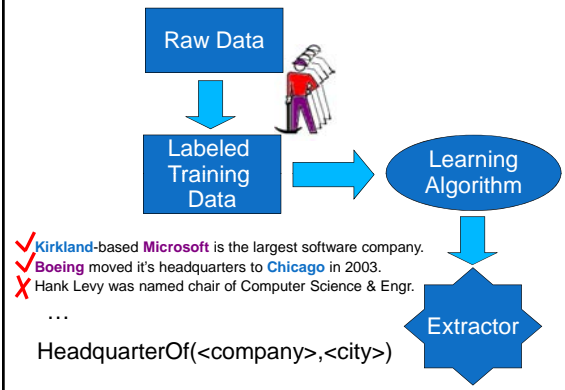 Raw Data
Labeled
Training
Data
Learning
Algorithm
Kirkland-based Microsoft is the largest software company.
Boeing moved it's headquarters to Chicago in 2003.
Hank Levy was named chair of Computer Science & Engr.
…
HeadquarterOf(<company>,<city>)
Extractor